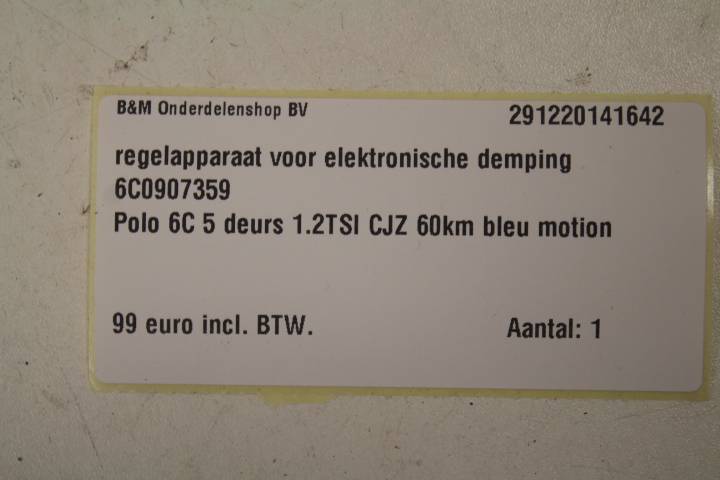 B&M Onderdelenshop BV 291220141642
regelapparaat voor elektronische demping
6C0907359
Polo 6C 5 deurs 1.2TSI CJZ 60km bleu motion
99 euro incl. BTW. Aantal: 1